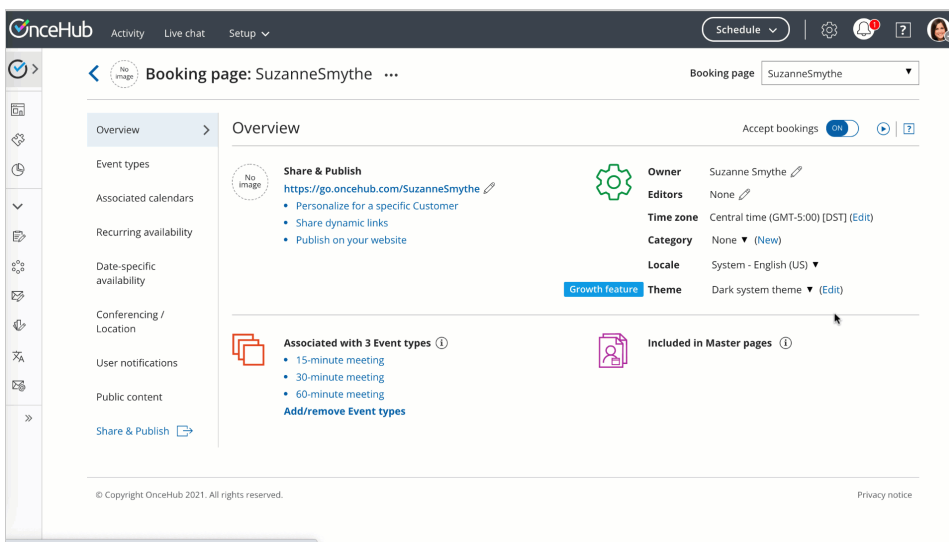 OnceHub Activity Live chat Setup Schedule 1 ?
No image Booking page: SuzanneSmythe ... Booking page SuzanneSmythe
Overview
Event types
Associated calendars
Recurring availability
Date-specific
availability
Conferencing /
Location
User notifications
Public content
Share & Publish
Overview Accept bookings ON ?
No image
Share & Publish
https://go.oncehub.com/SuzanneSmythe
• Personalize for a specific Customer
• Share dynamic links
• Publish on your website
Owner Suzanne Smythe
Editors None
Time zone Central time (GMT-5:00) [DST] (Edit)
Category None ▼ (New)
Locale System - English (US) ▼
Growth feature Theme Dark system theme ▼ (Edit)
Associated with 3 Event types i
• 15-minute meeting
• 30-minute meeting
• 60-minute meeting
Add/remove Event types
Included in Master pages i
© Copyright OnceHub 2021. All rights reserved. Privacy notice